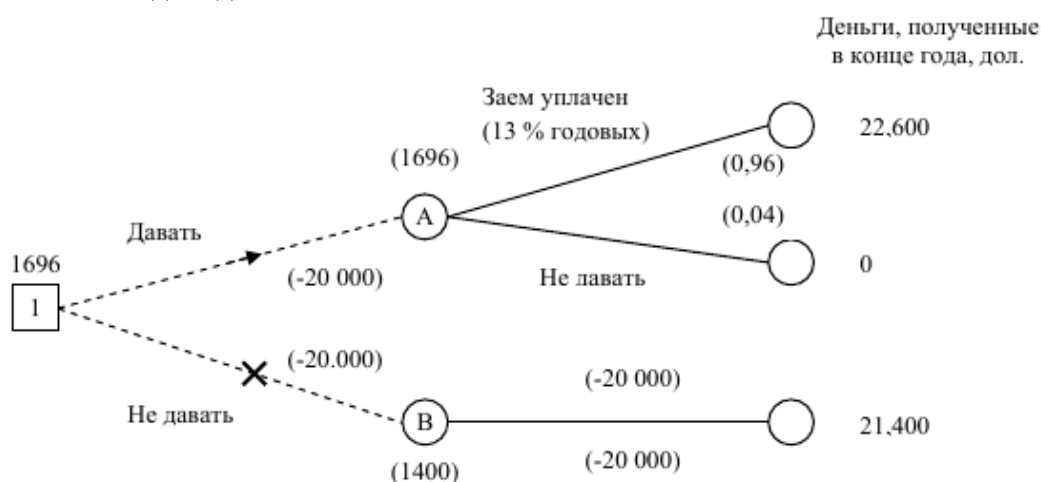 Деньги, полученные
в конце года, дол.
Заем уплачен
(13 % годовых)
22,600
(1696)
(0,96)
А
(0,04)
Давать
1696
(-20 000)
Не лавать
0
1
(-20.000)
(-20 000)
Не давать
В
21,400
(1400)
(-20 000)